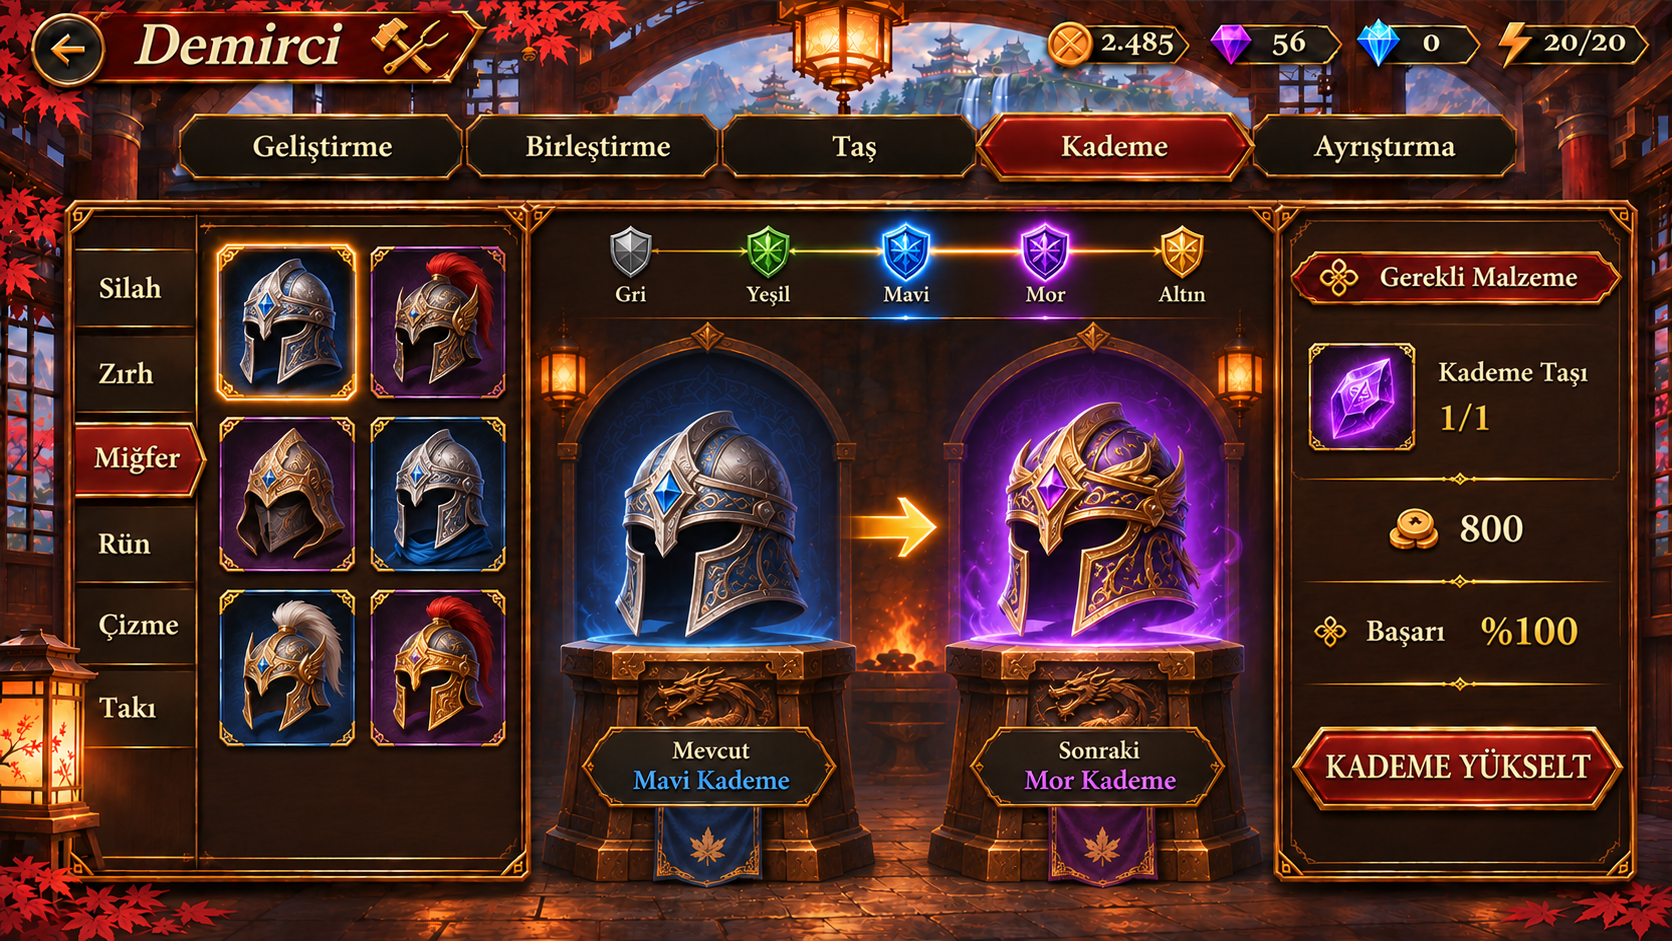 Demirci
2.485
56
0
20/20
Geliştirme
Birleştirme
Taş
Kademe
Ayrıştırma
Silah
Zırh
Miğfer
Rün
Çizme
Takı
Gri
Yeşil
Mavi
Mor
Altın
Mevcut
Mavi Kademe
Sonraki
Mor Kademe
Gerekli Malzeme
Kademe Taşı
1/1
800
Başarı %100
KADEME YÜKSELT